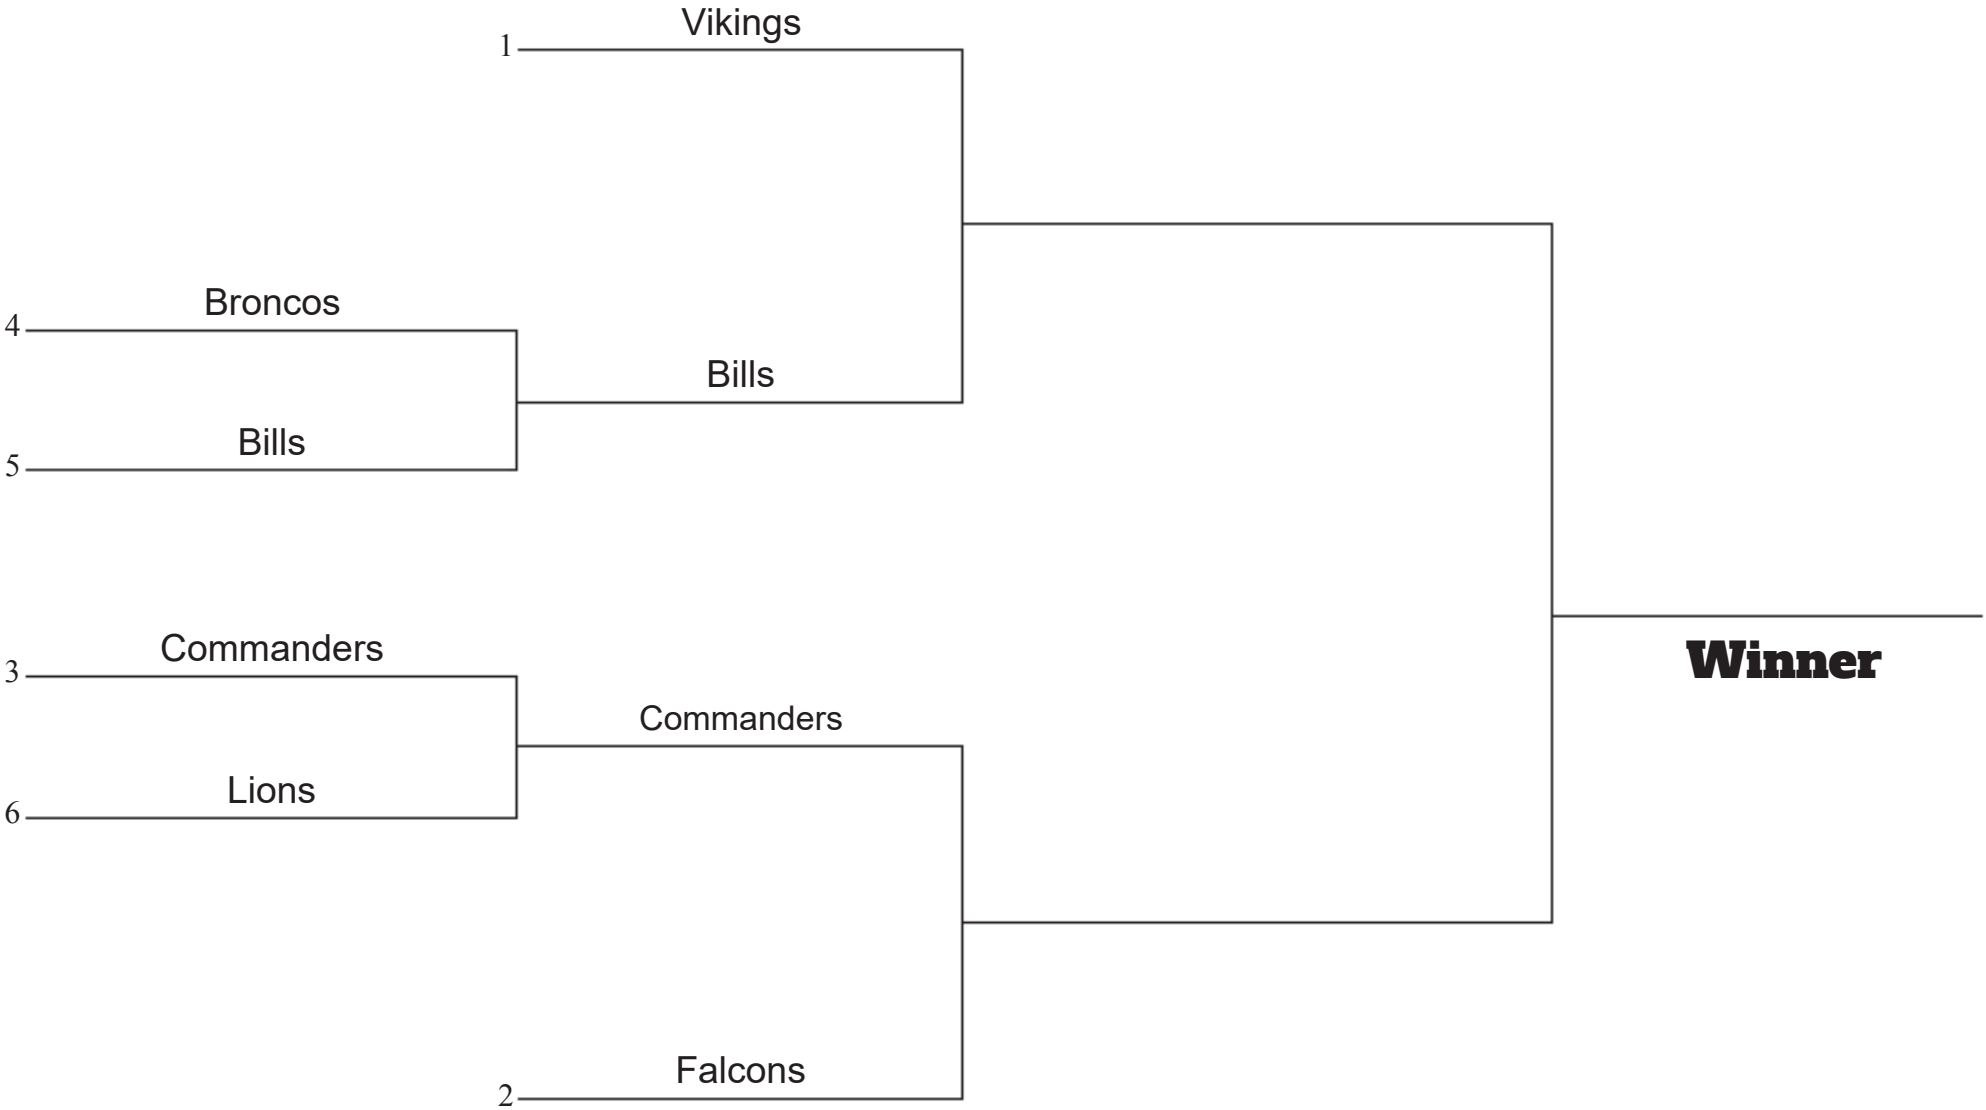 Vikings
1
Broncos
4
Bills
Bills
5
Commanders
3
Commanders
Lions
6
Winner
Falcons
2